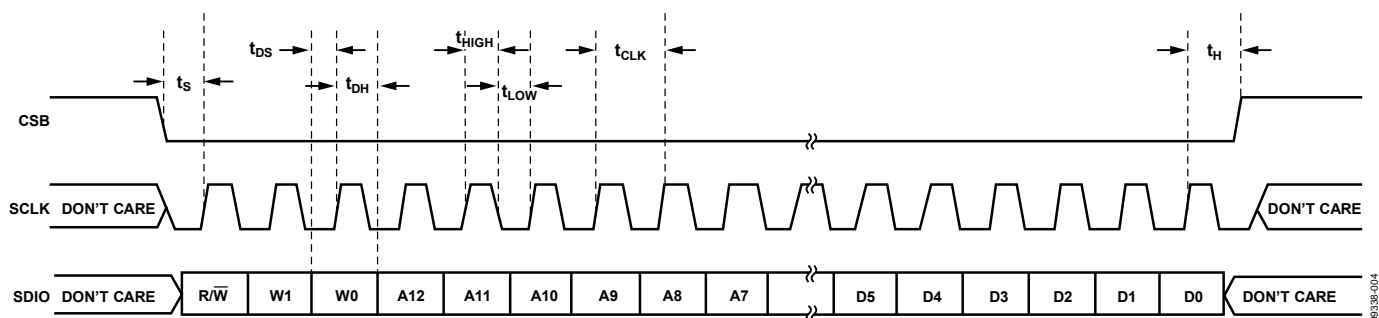 tDS
tHIGH
tCLK
tH
tS
tDH
tLOW
CSB
SCLK DON'T CARE
DON'T CARE
SDIO DON'T CARE R/W̅ W1 W0 A12 A11 A10 A9 A8 A7 D5 D4 D3 D2 D1 D0 DON'T CARE
09338-004